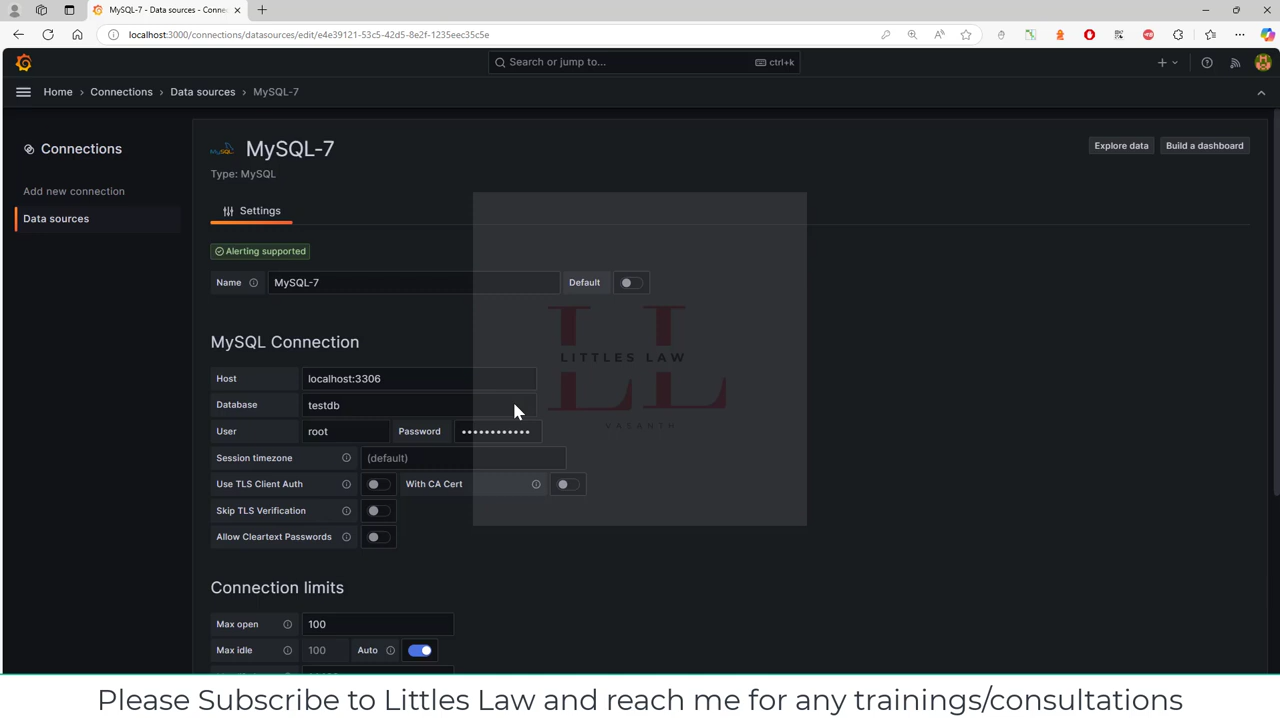 MySQL-7 - Data sources - Conne
localhost:3000/connections/datasources/edit/e4e39121-53c5-42d5-8e2f-1235eec35c5e
Search or jump to...
ctrl+k
Home › Connections › Data sources › MySQL-7
Connections
Add new connection
Data sources
MySQL-7
Type: MySQL
Explore data
Build a dashboard
Settings
Alerting supported
Name
MySQL-7
Default
MySQL Connection
Host
localhost:3306
Database
testdb
User
root
Password
Session timezone
(default)
Use TLS Client Auth
With CA Cert
Skip TLS Verification
Allow Cleartext Passwords
Connection limits
Max open
100
Max idle
100
Auto
LL
LITTLES LAW
VASANTH
Please Subscribe to Littles Law and reach me for any trainings/consultations